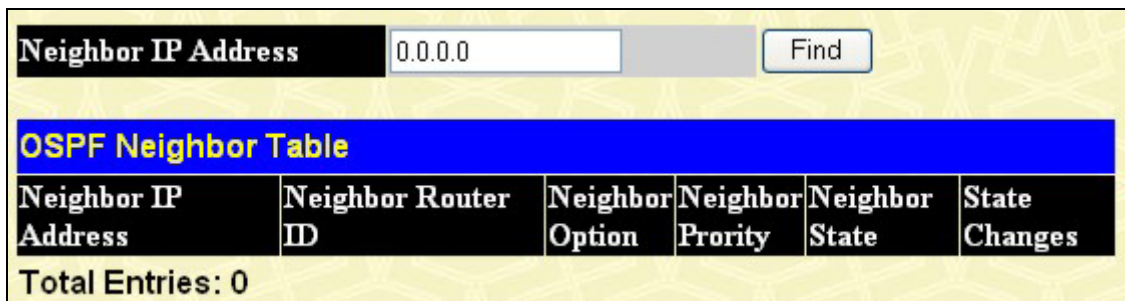 Neighbor IP Address 0.0.0.0 Find
OSPF Neighbor Table
Neighbor IP Address Neighbor Router ID Neighbor Option Neighbor Prority Neighbor State State Changes
Total Entries: 0